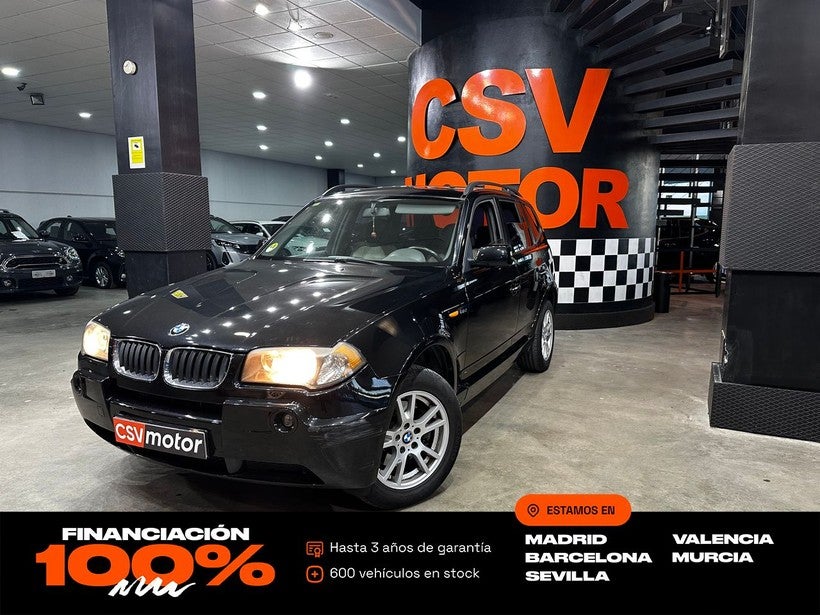 CSV
MOTOR
CSVmotor
FINANCIACIÓN
100%
Hasta 3 años de garantía
600 vehículos en stock
ESTAMOS EN
MADRID
BARCELONA
SEVILLA
VALENCIA
MURCIA